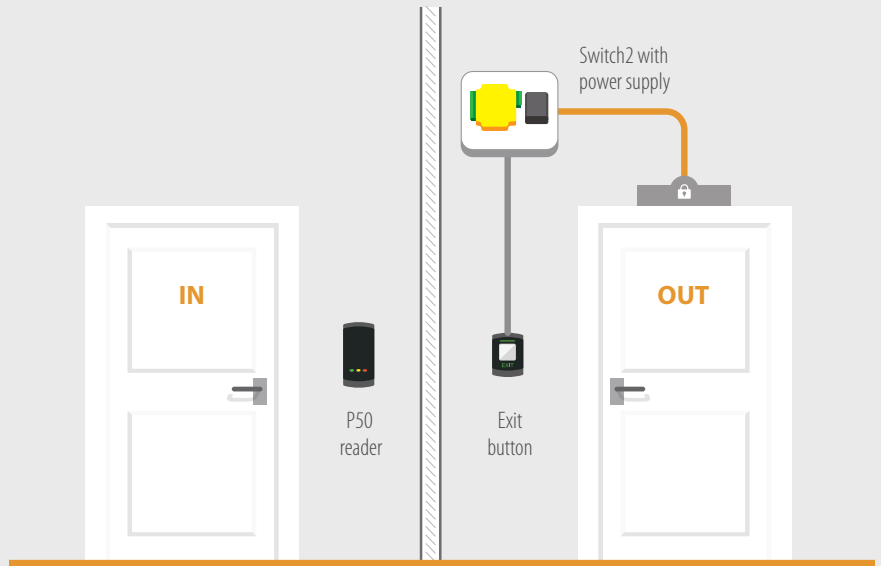 Switch2 with
power supply
IN
OUT
EXIT
P50
reader
Exit
button